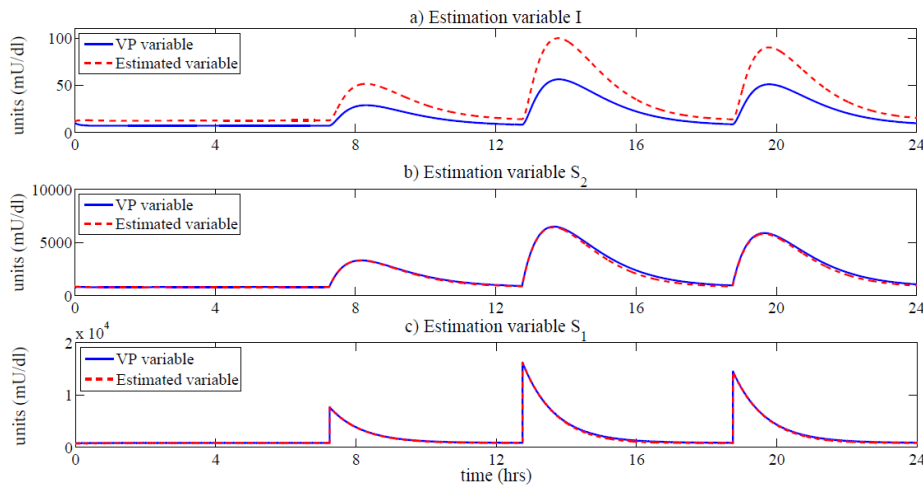 a) Estimation variable I
100
50
0
units (mU/dl)
VP variable
Estimated variable
0 4 8 12 16 20 24
b) Estimation variable S2
10000
5000
0
units (mU/dl)
VP variable
Estimated variable
0 4 8 12 16 20 24
c) Estimation variable S1
x 10^4
2
1
0
units (mU/dl)
VP variable
Estimated variable
0 4 8 12 16 20 24
time (hrs)